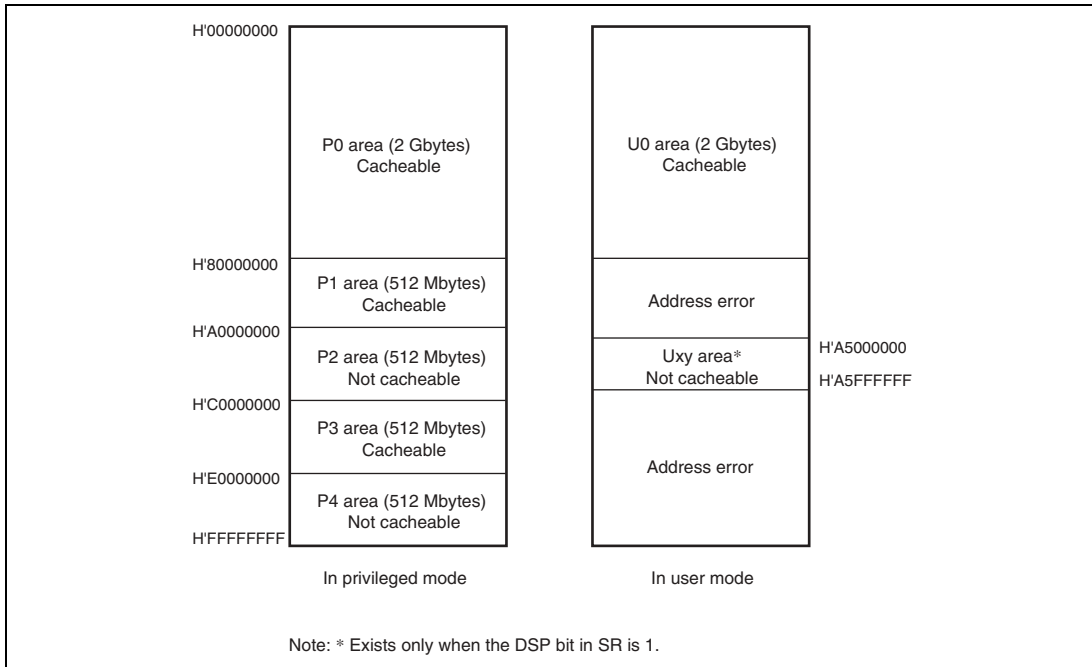 H'00000000
P0 area (2 Gbytes)
Cacheable
H'80000000
P1 area (512 Mbytes)
Cacheable
H'A0000000
P2 area (512 Mbytes)
Not cacheable
H'C0000000
P3 area (512 Mbytes)
Cacheable
H'E0000000
P4 area (512 Mbytes)
Not cacheable
H'FFFFFFFF
In privileged mode
U0 area (2 Gbytes)
Cacheable
Address error
Uxy area*
Not cacheable
H'A5000000
H'A5FFFFFF
Address error
In user mode
Note: * Exists only when the DSP bit in SR is 1.